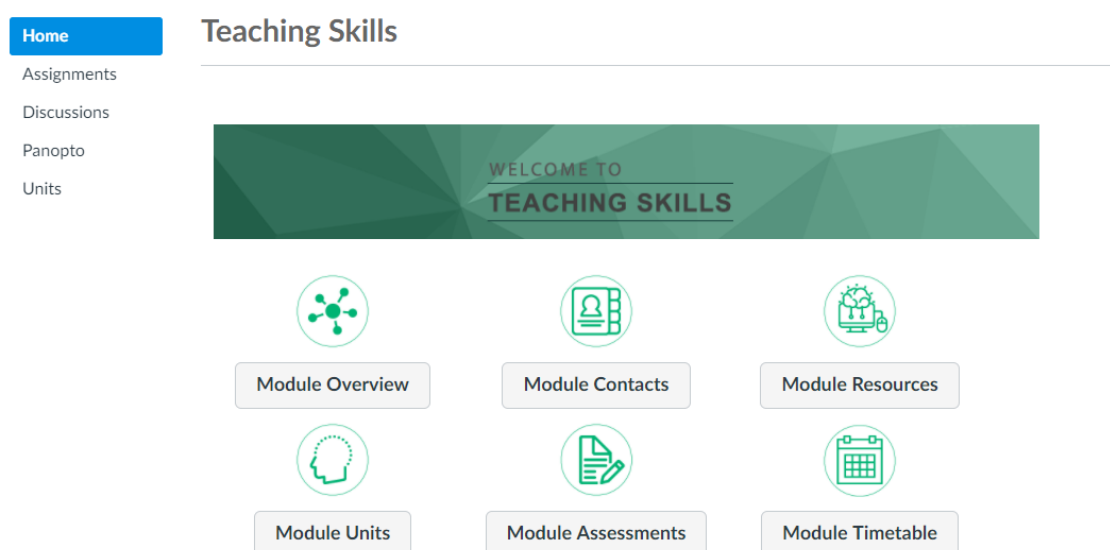 Home
Assignments
Discussions
Panopto
Units
Teaching Skills
WELCOME TO
TEACHING SKILLS
Module Overview
Module Contacts
Module Resources
Module Units
Module Assessments
Module Timetable